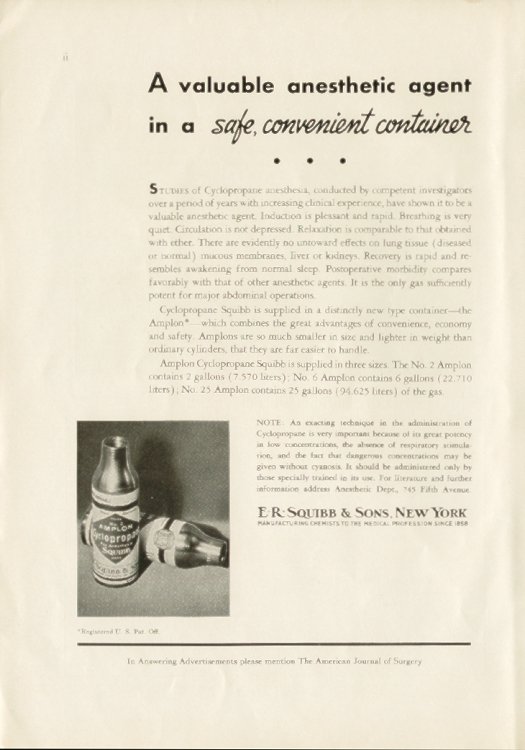 ii
A valuable anesthetic agent
in a safe, convenient container
• • •
STUDIES of Cyclopropane anesthesia, conducted by competent investigators
over a period of years with increasing clinical experience, have shown it to be a
valuable anesthetic agent. Induction is pleasant and rapid. Breathing is very
quiet. Circulation is not depressed. Relaxation is comparable to that obtained
with ether. There are evidently no untoward effects on lung tissue (diseased
or normal) mucous membranes, liver or kidneys. Recovery is rapid and re-
sembles awakening from normal sleep. Postoperative morbidity compares
favorably with that of other anesthetic agents. It is the only gas sufficiently
potent for major abdominal operations.
Cyclopropane Squibb is supplied in a distinctly new type container—the
Amplon*—which combines the great advantages of convenience, economy
and safety. Amplons are so much smaller in size and lighter in weight than
ordinary cylinders, that they are far easier to handle.
Amplon Cyclopropane Squibb is supplied in three sizes. The No. 2 Amplon
contains 2 gallons (7.570 liters); No. 6 Amplon contains 6 gallons (22.710
liters); No. 25 Amplon contains 25 gallons (94.625 liters) of the gas.
NOTE: An exacting technique in the administration of
Cyclopropane is very important because of its great potency
in low concentrations, the absence of respiratory stimula-
tion, and the fact that dangerous concentrations may be
given without cyanosis. It should be administered only by
those specially trained in its use. For literature and further
information address Anesthetic Dept., 745 Fifth Avenue.
E·R·SQUIBB & SONS, NEW YORK
MANUFACTURING CHEMISTS TO THE MEDICAL PROFESSION SINCE 1858
AMPLON
Cyclopropane
SQUIBB
*Registered U. S. Pat. Off.
In Answering Advertisements please mention The American Journal of Surgery